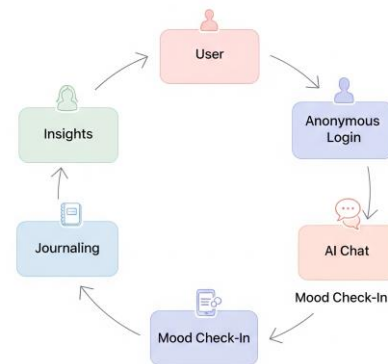 User
Anonymous
Login
AI Chat
Mood Check-In
Mood Check-In
Journaling
Insights